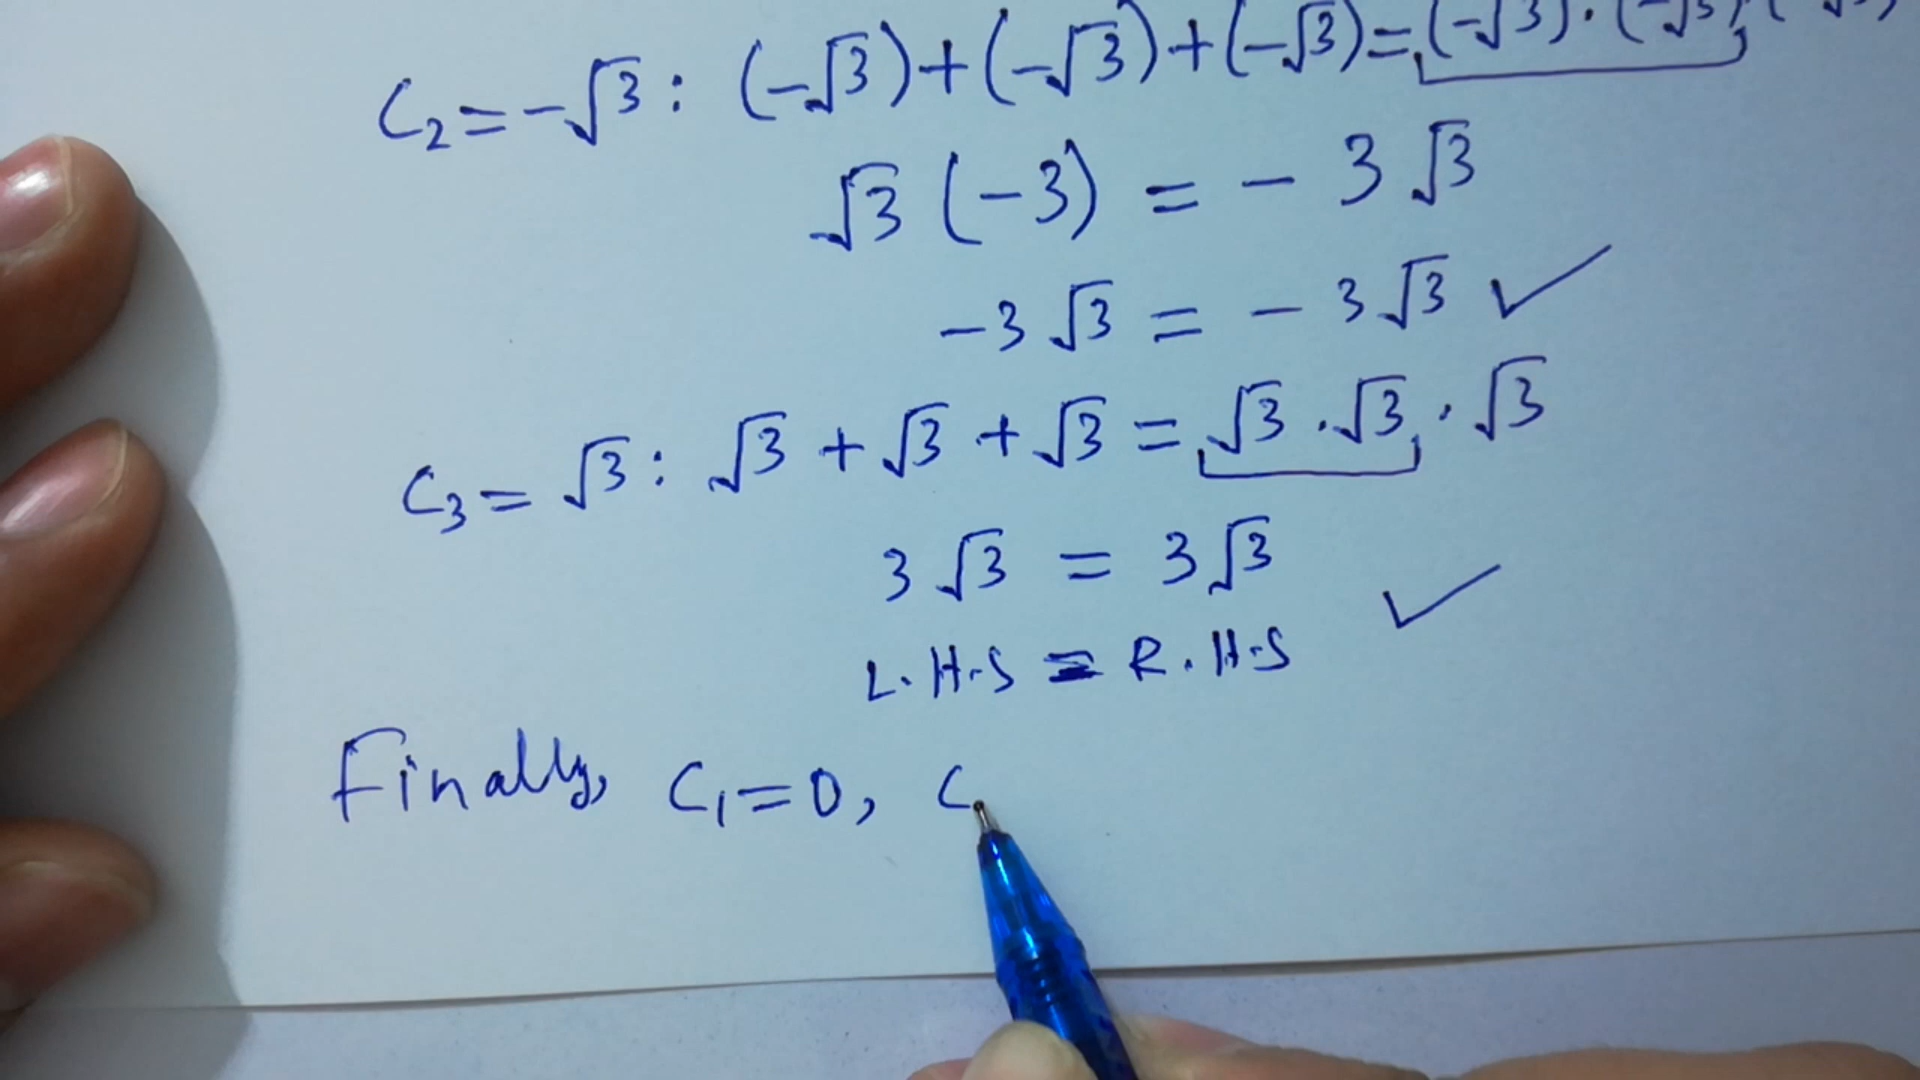 C₂ = -√3 : (-√3) + (-√3) + (-√3) = (-√3) · (-√3) · (-√3)
√3 (-3) = - 3 √3
-3 √3 = - 3 √3 ✓
C₃ = √3 : √3 + √3 + √3 = √3 · √3 · √3
3 √3 = 3 √3 ✓
L.H.S = R.H.S
Finally, C₁ = 0, C